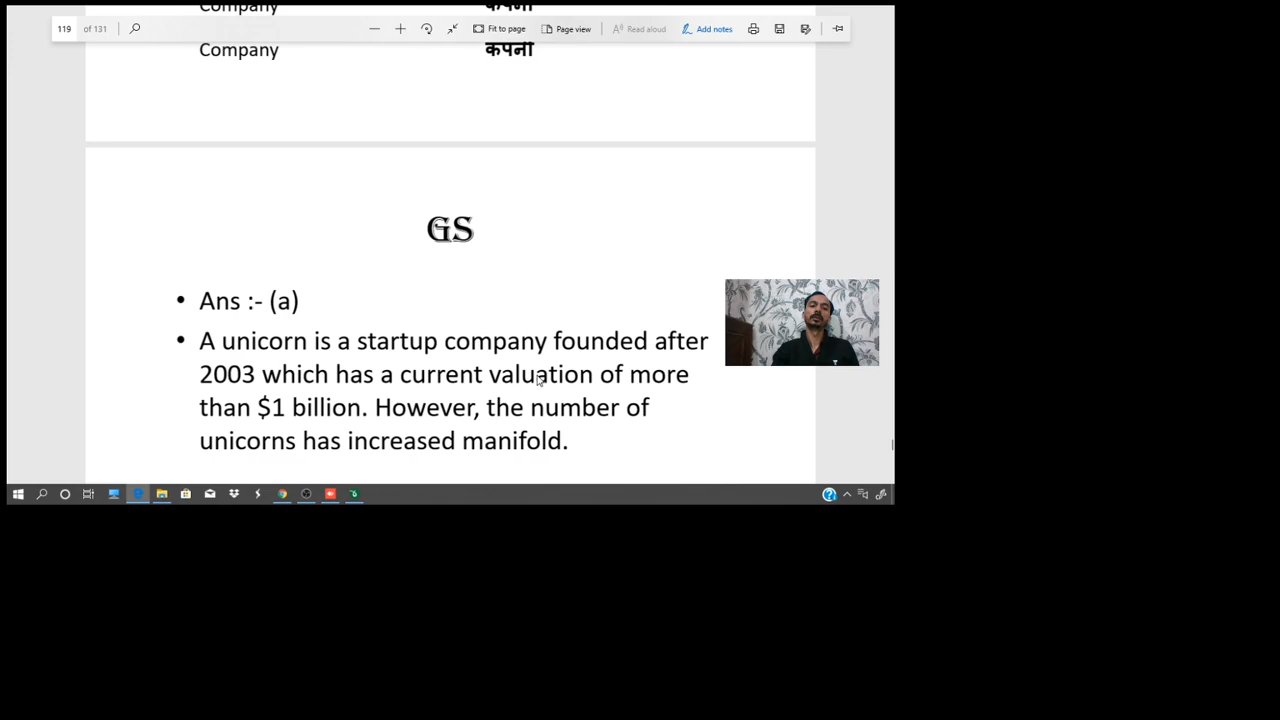 Company कंपनी
119 of 131 Fit to page Page view Read aloud Add notes
Company कंपनी
GS
• Ans :- (a)
• A unicorn is a startup company founded after
2003 which has a current valuation of more
than $1 billion. However, the number of
unicorns has increased manifold.